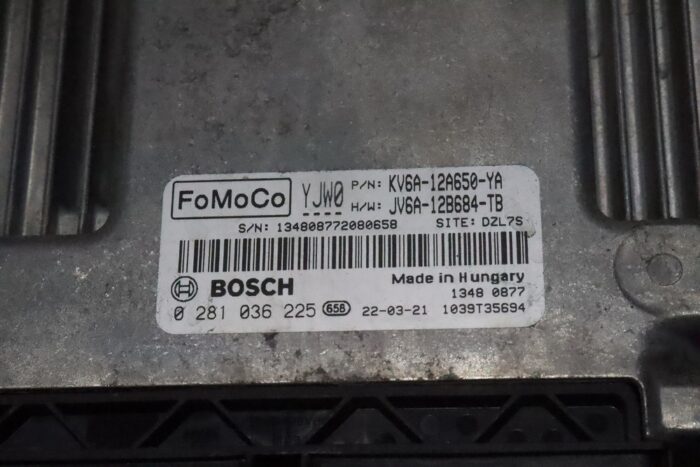 FoMoCo YJW0 P/N: KV6A-12A650-YA
H/W: JV6A-12B684-TB
S/N: 134808772080658 SITE: DZL7S
BOSCH Made in Hungary
1348 0877
0 281 036 225 656 22-03-21 1039T35694